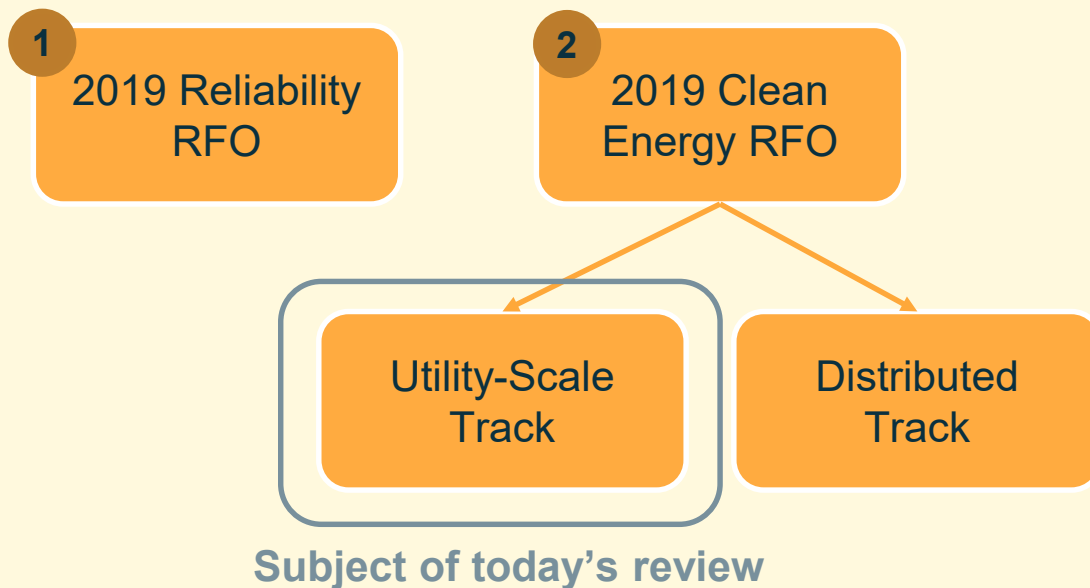 1
2019 Reliability
RFO
2
2019 Clean
Energy RFO
Utility-Scale
Track
Distributed
Track
Subject of today’s review